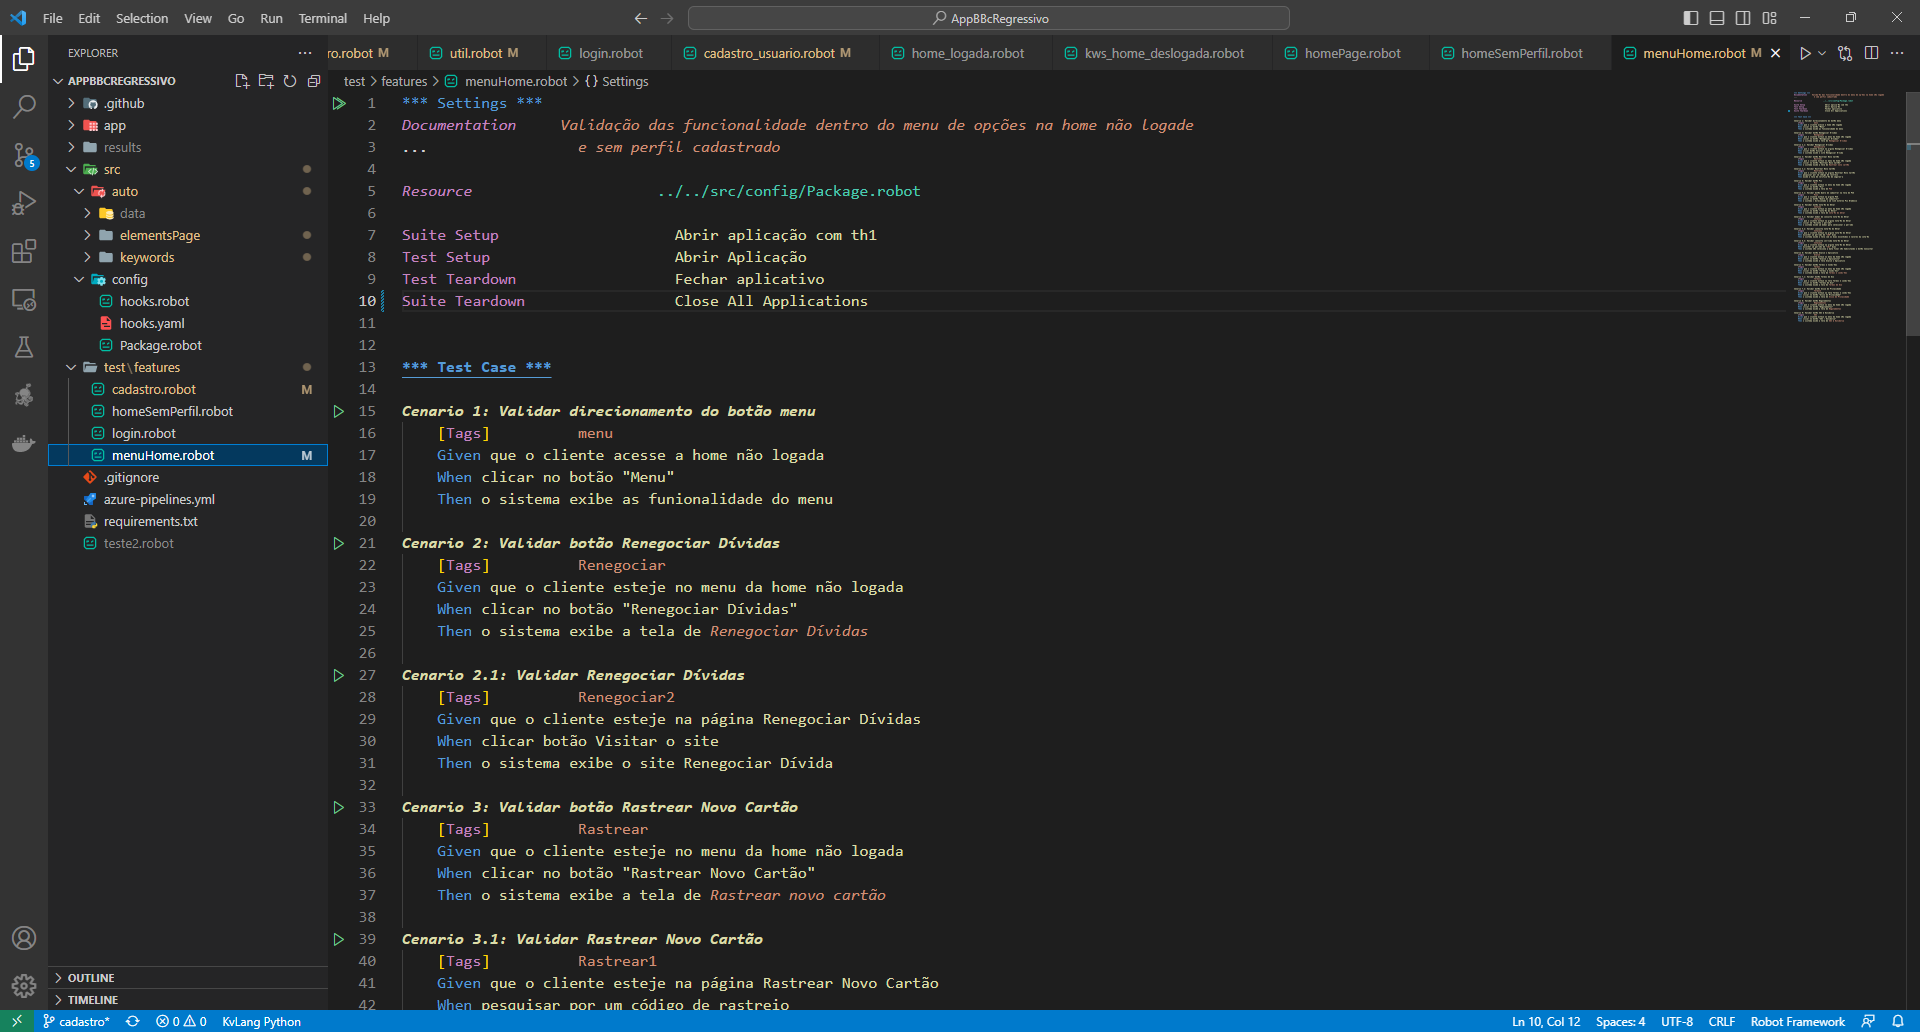 File Edit Selection View Go Run Terminal Help
AppBBcRegressivo
EXPLORER
APPBBCREGRESSIVO
.github
app
results
src
auto
data
elementsPage
keywords
config
hooks.robot
hooks.yaml
Package.robot
test\features
cadastro.robot M
homeSemPerfil.robot
login.robot
menuHome.robot M
.gitignore
azure-pipelines.yml
requirements.txt
teste2.robot
OUTLINE
TIMELINE
ro.robot M util.robot M login.robot cadastro_usuario.robot M home_logada.robot kws_home_deslogada.robot homePage.robot homeSemPerfil.robot menuHome.robot M
test > features > menuHome.robot > {} Settings
1 *** Settings ***
2 Documentation Validação das funcionalidade dentro do menu de opções na home não logade
3 ... e sem perfil cadastrado
4
5 Resource ../../src/config/Package.robot
6
7 Suite Setup Abrir aplicação com th1
8 Test Setup Abrir Aplicação
9 Test Teardown Fechar aplicativo
10 Suite Teardown Close All Applications
11
12
13 *** Test Case ***
14
15 Cenario 1: Validar direcionamento do botão menu
16 [Tags] menu
17 Given que o cliente acesse a home não logada
18 When clicar no botão "Menu"
19 Then o sistema exibe as funionalidade do menu
20
21 Cenario 2: Validar botão Renegociar Dívidas
22 [Tags] Renegociar
23 Given que o cliente esteje no menu da home não logada
24 When clicar no botão "Renegociar Dívidas"
25 Then o sistema exibe a tela de Renegociar Dívidas
26
27 Cenario 2.1: Validar Renegociar Dívidas
28 [Tags] Renegociar2
29 Given que o cliente esteje na página Renegociar Dívidas
30 When clicar botão Visitar o site
31 Then o sistema exibe o site Renegociar Dívida
32
33 Cenario 3: Validar botão Rastrear Novo Cartão
34 [Tags] Rastrear
35 Given que o cliente esteje no menu da home não logada
36 When clicar no botão "Rastrear Novo Cartão"
37 Then o sistema exibe a tela de Rastrear novo cartão
38
39 Cenario 3.1: Validar Rastrear Novo Cartão
40 [Tags] Rastrear1
41 Given que o cliente esteje na página Rastrear Novo Cartão
42 When pesquisar por um código de rastreio
5
cadastro* 0 0 KvLang Python Ln 10, Col 12 Spaces: 4 UTF-8 CRLF Robot Framework